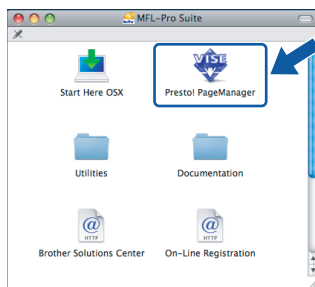 MFL-Pro Suite
VISE
Start Here OSX
Presto! PageManager
Utilities
Documentation
@
HTTP
@
HTTP
Brother Solutions Center
On-Line Registration